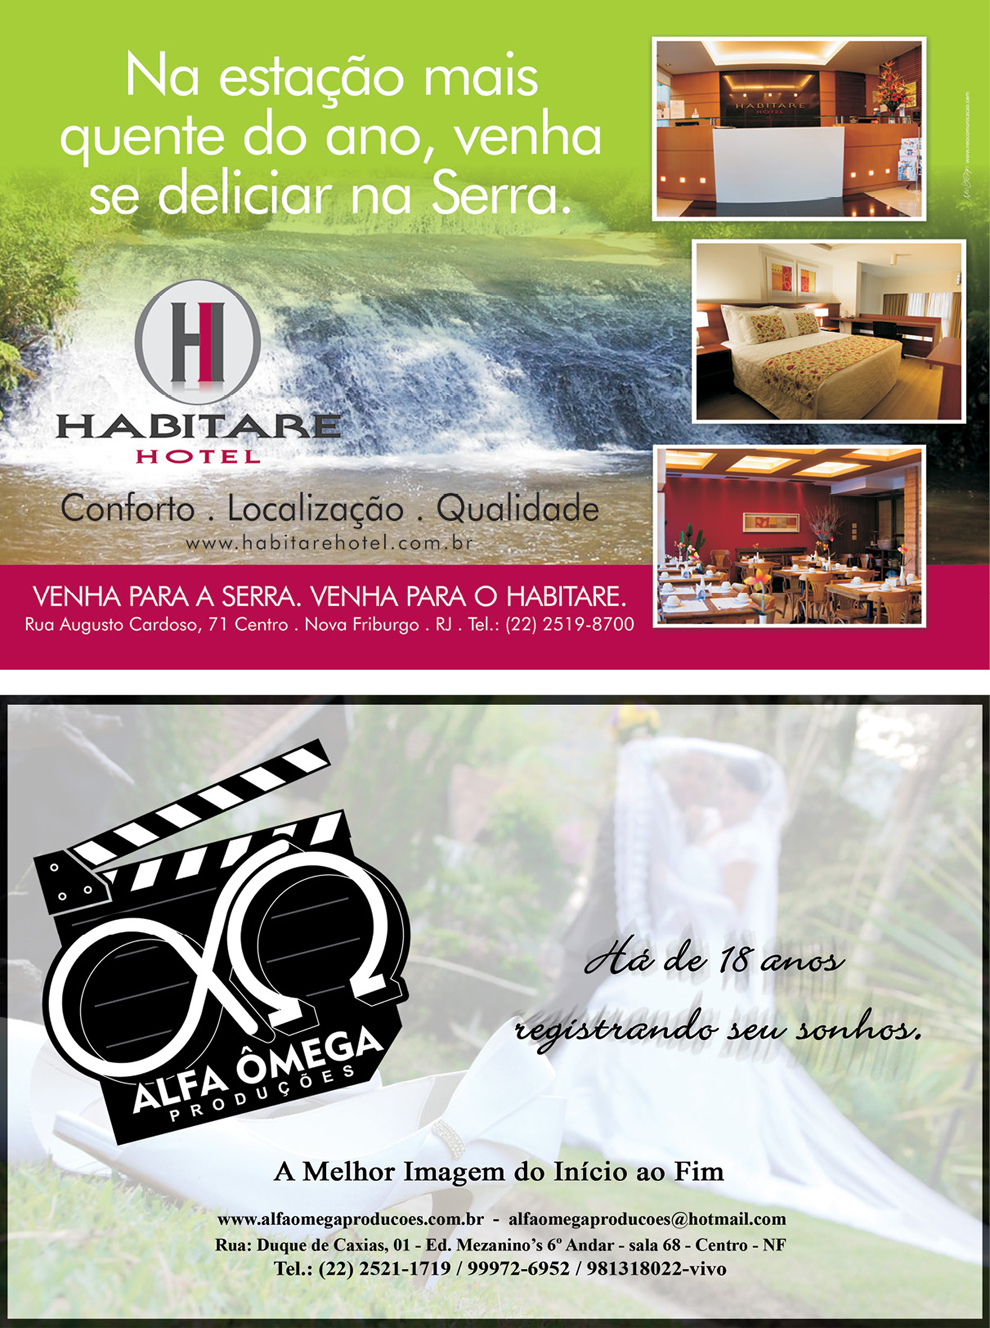 Na estação mais
quente do ano, venha
se deliciar na Serra.
HABITARE
HOTEL
www.neocomunicacao.com
H
HABITARE
HOTEL
Conforto . Localização . Qualidade
www.habitarehotel.com.br
VENHA PARA A SERRA. VENHA PARA O HABITARE.
Rua Augusto Cardoso, 71 Centro . Nova Friburgo . RJ . Tel.: (22) 2519-8700
ALFA ÔMEGA
PRODUÇÕES
Há de 18 anos
registrando seu sonhos.
A Melhor Imagem do Início ao Fim
www.alfaomegaproducoes.com.br - alfaomegaproducoes@hotmail.com
Rua: Duque de Caxias, 01 - Ed. Mezanino's 6º Andar - sala 68 - Centro - NF
Tel.: (22) 2521-1719 / 99972-6952 / 981318022-vivo